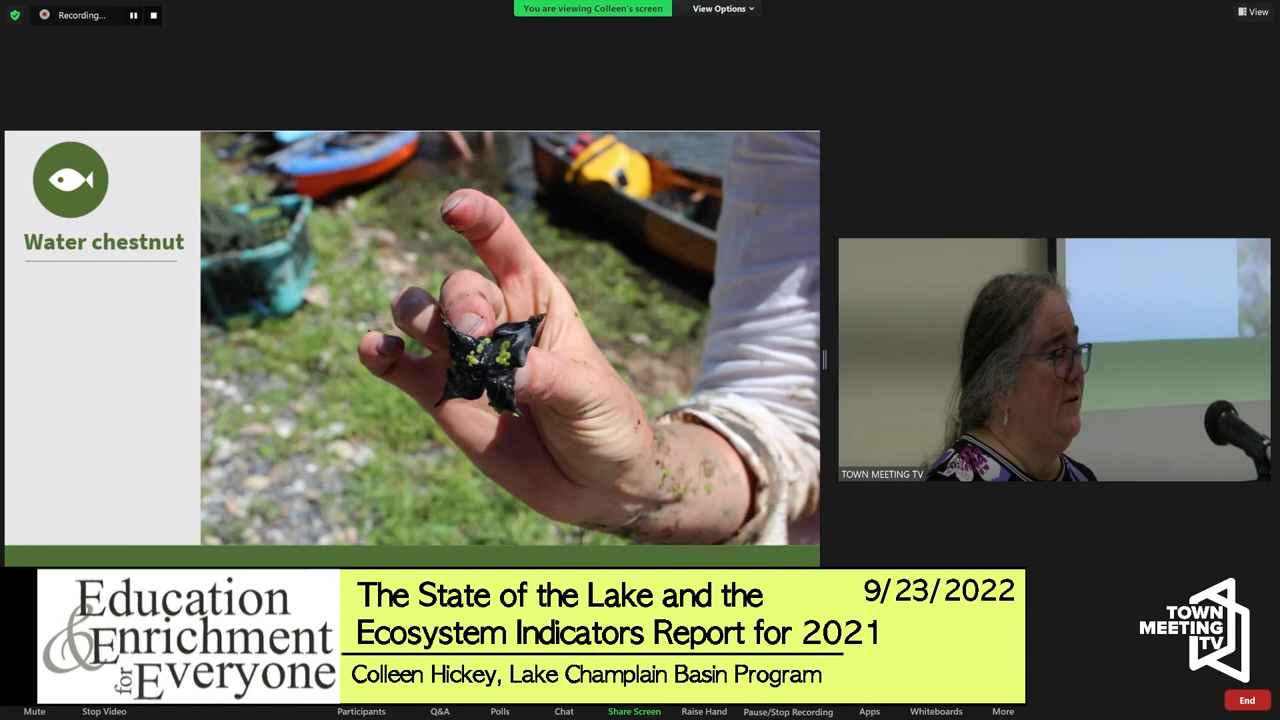 Recording...
You are viewing Colleen's screen
View Options
View
Water chestnut
TOWN MEETING TV
Education
& Enrichment
for Everyone
The State of the Lake and the
Ecosystem Indicators Report for 2021
9/23/2022
Colleen Hickey, Lake Champlain Basin Program
TOWN
MEETING
TV
End
Mute
Stop Video
Participants
Q&A
Polls
Chat
Share Screen
Raise Hand
Pause/Stop Recording
Apps
Whiteboards
More